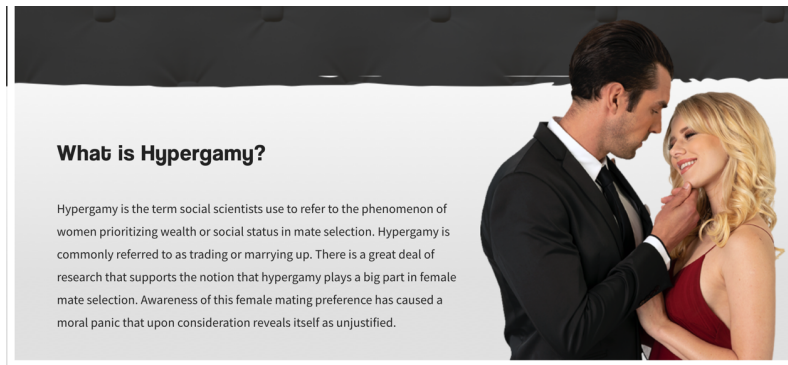 What is Hypergamy?
Hypergamy is the term social scientists use to refer to the phenomenon of
women prioritizing wealth or social status in mate selection. Hypergamy is
commonly referred to as trading or marrying up. There is a great deal of
research that supports the notion that hypergamy plays a big part in female
mate selection. Awareness of this female mating preference has caused a
moral panic that upon consideration reveals itself as unjustified.